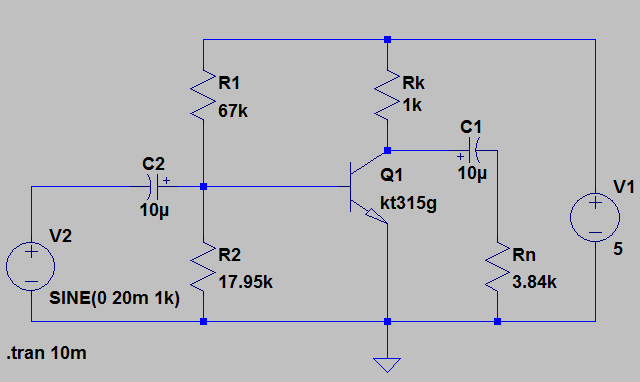 R1
67k
Rk
1k
C1
10µ
C2
10µ
Q1
kt315g
V1
5
V2
SINE(0 20m 1k)
R2
17.95k
Rn
3.84k
.tran 10m